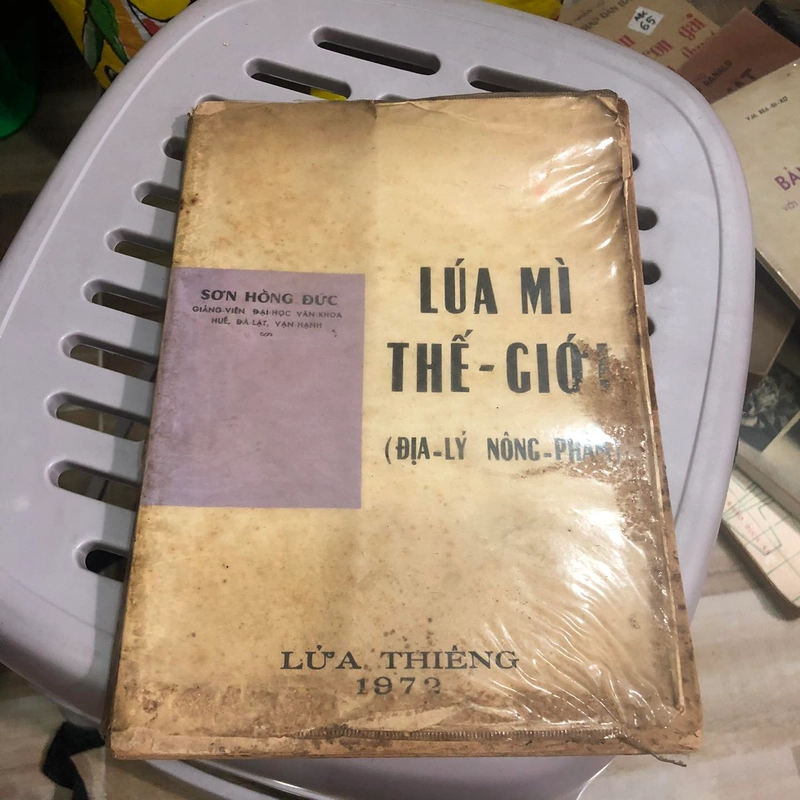 SƠN HỒNG ĐỨC
GIẢNG-VIÊN ĐẠI-HỌC VĂN-KHOA
HUẾ, ĐÀ LẠT, VẠN-HẠNH
LÚA MÌ
THẾ-GIỚI
(ĐỊA-LÝ NÔNG-PHẨM)
LỬA THIÊNG
1972
65